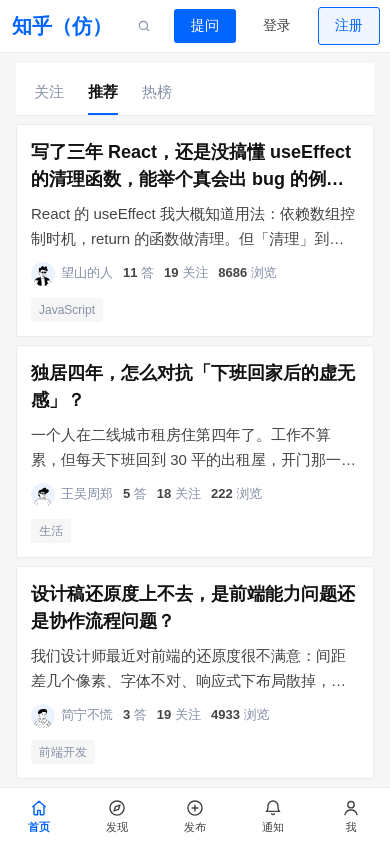 知乎（仿）
提问
登录
注册
关注 推荐 热榜
写了三年 React，还是没搞懂 useEffect
的清理函数，能举个真会出 bug 的例…
React 的 useEffect 我大概知道用法：依赖数组控
制时机，return 的函数做清理。但「清理」到…
望山的人 11 答 19 关注 8686 浏览
JavaScript
独居四年，怎么对抗「下班回家后的虚无
感」？
一个人在二线城市租房住第四年了。工作不算
累，但每天下班回到 30 平的出租屋，开门那一…
王吴周郑 5 答 18 关注 222 浏览
生活
设计稿还原度上不去，是前端能力问题还
是协作流程问题？
我们设计师最近对前端的还原度很不满意：间距
差几个像素、字体不对、响应式下布局散掉，…
简宁不慌 3 答 19 关注 4933 浏览
前端开发
首页 发现 发布 通知 我